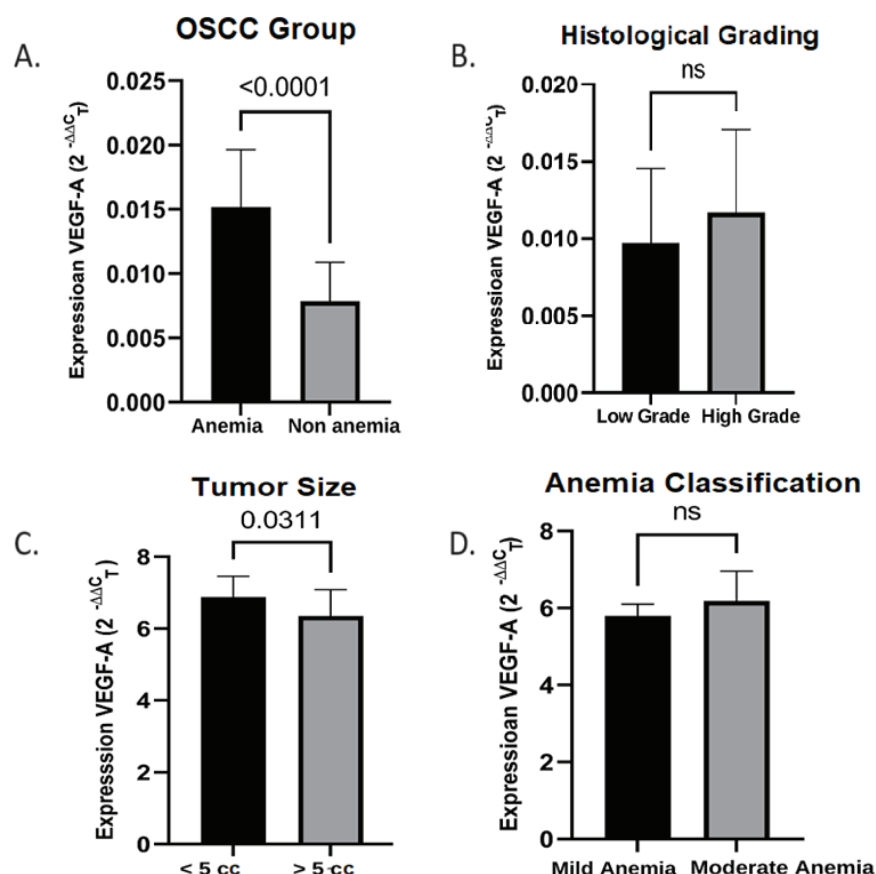 A.
OSCC Group
<0.0001
Expressioan VEGF-A (2 -ΔΔCT)
0.025
0.020
0.015
0.010
0.005
0.000
Anemia Non anemia
B.
Histological Grading
ns
Expressioan VEGF-A (2 -ΔΔCT)
0.020
0.015
0.010
0.005
0.000
Low Grade High Grade
C.
Tumor Size
0.0311
Expresssion VEGF-A (2 -ΔΔCT)
8
6
4
2
0
< 5 cc > 5 cc
D.
Anemia Classification
ns
Expressioan VEGF-A (2 -ΔΔCT)
8
6
4
2
0
Mild Anemia Moderate Anemia